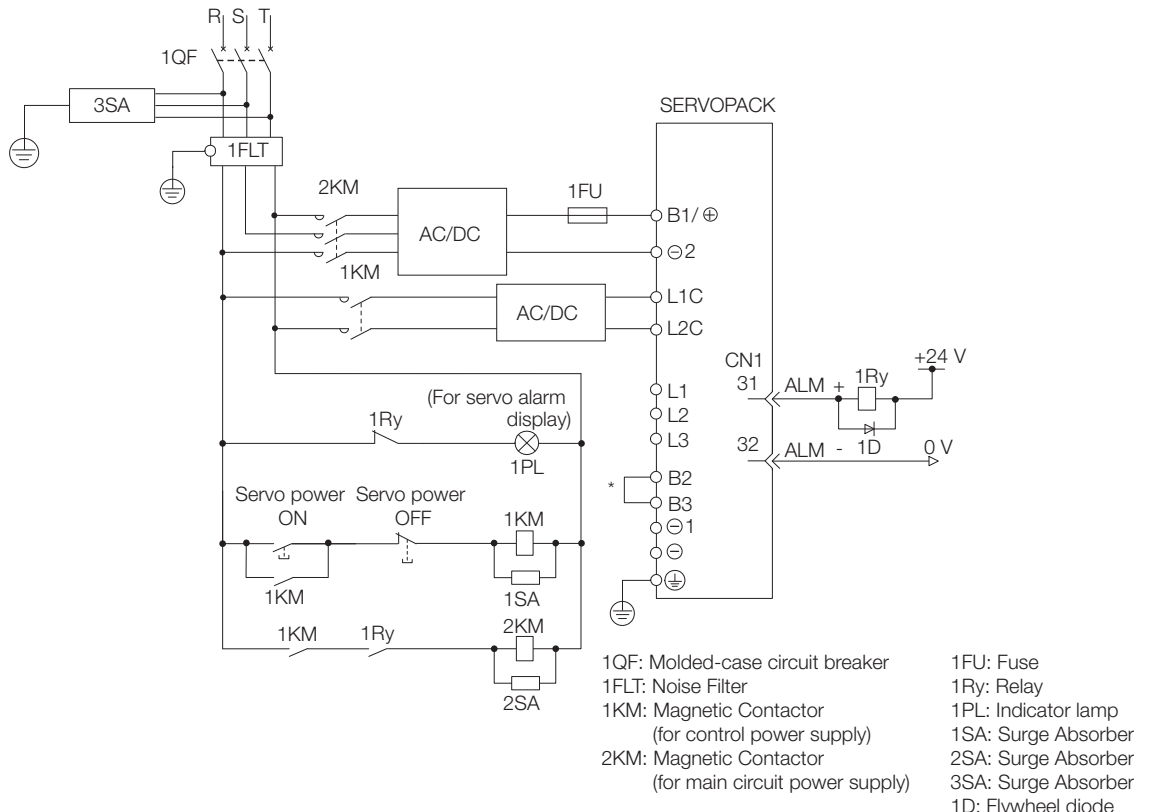 R S T
1QF
3SA
SERVOPACK
1FLT
2KM
1FU
AC/DC
B1/ ⊕
⊖ 2
1KM
L1C
AC/DC
L2C
CN1
+24 V
31 ALM + 1Ry
L1
(For servo alarm
display)
L2
1Ry
L3
32 ALM - 1D 0 V
1PL
B2
*
B3
Servo power
ON
Servo power
OFF
1KM
⊖ 1
⊖
1KM
1SA
1KM 1Ry 2KM
2SA
1QF: Molded-case circuit breaker
1FLT: Noise Filter
1KM: Magnetic Contactor
(for control power supply)
2KM: Magnetic Contactor
(for main circuit power supply)
1FU: Fuse
1Ry: Relay
1PL: Indicator lamp
1SA: Surge Absorber
2SA: Surge Absorber
3SA: Surge Absorber
1D: Flywheel diode